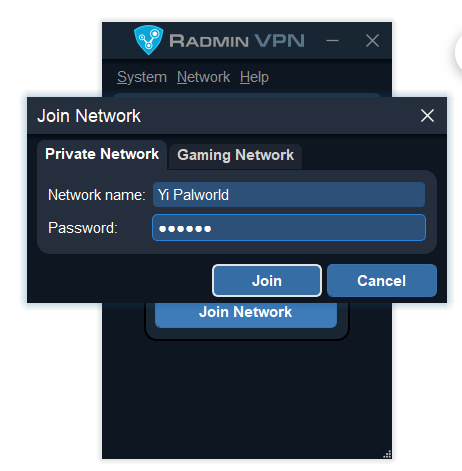 RADMIN VPN
System Network Help
Join Network
Private Network Gaming Network
Network name: Yi Palworld
Password: ●●●●●●
Join Cancel
Join Network